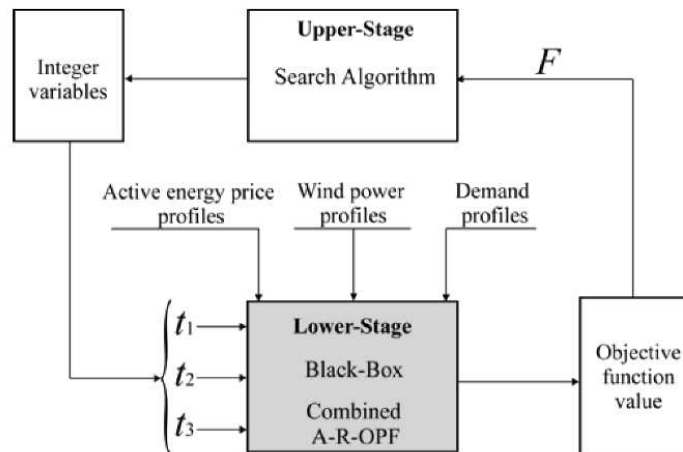 Upper-Stage
Search Algorithm
Integer
variables
F
Active energy price
profiles
Wind power
profiles
Demand
profiles
t1
t2
t3
Lower-Stage
Black-Box
Combined
A-R-OPF
Objective
function
value